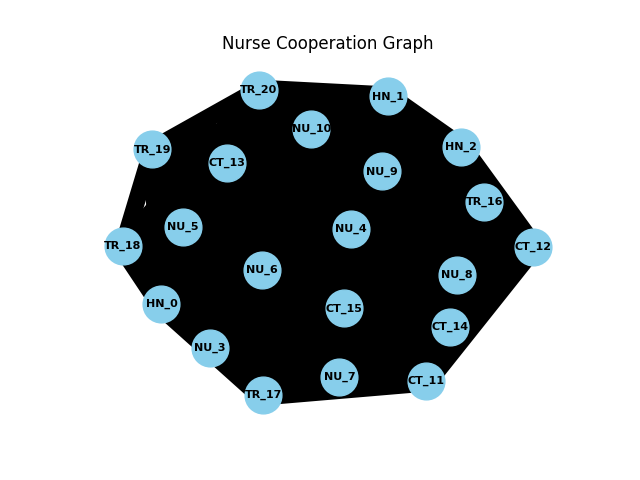 Nurse Cooperation Graph
TR_20
HN_1
NU_10
HN_2
TR_19
CT_13
NU_9
TR_16
NU_5
NU_4
TR_18
CT_12
NU_6
NU_8
HN_0
CT_15
CT_14
NU_3
NU_7
CT_11
TR_17